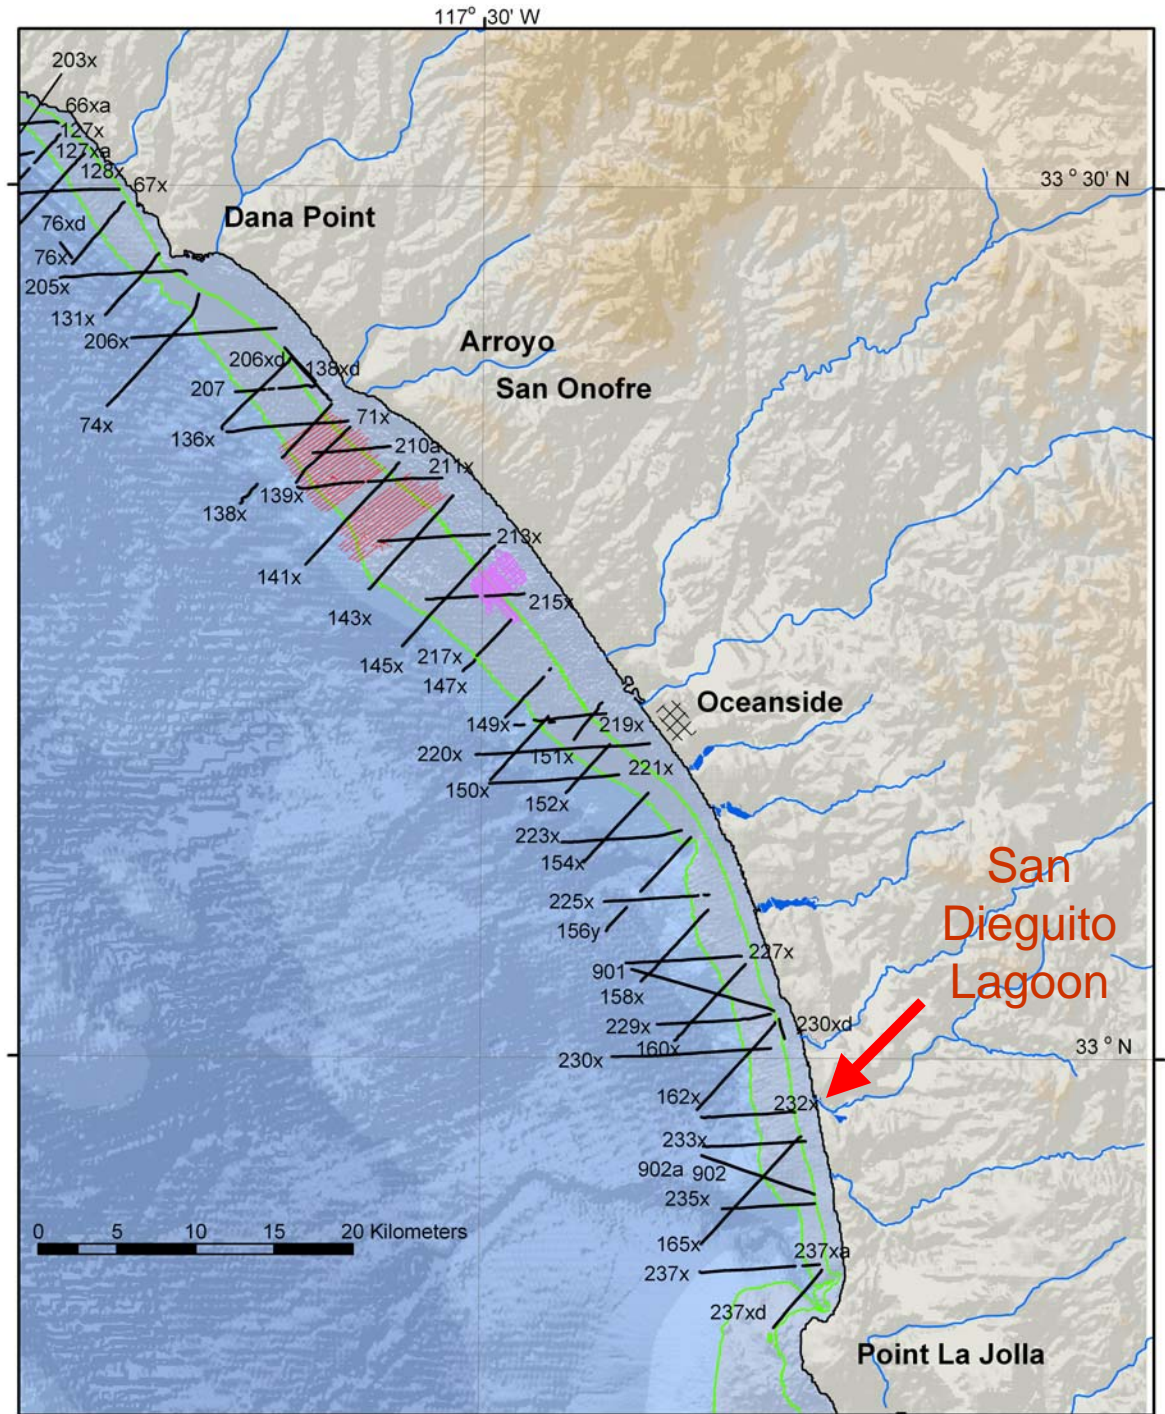 117° 30' W
203x
66xa
127x
127xa
128x
67x
33 ° 30' N
Dana Point
76xd
76x
205x
131x
206x
Arroyo
206xd
138xd
San Onofre
207
74x
136x
71x
210a
211x
139x
138x
213x
141x
215x
143x
145x
217x
147x
Oceanside
149x
219x
220x
151x
221x
150x
152x
223x
154x
San
Dieguito
Lagoon
225x
156y
227x
901
158x
229x
230xd
160x
230x
33 ° N
162x
232x
233x
902a 902
235x
0 5 10 15 20 Kilometers
165x
237xa
237x
237xd
Point La Jolla